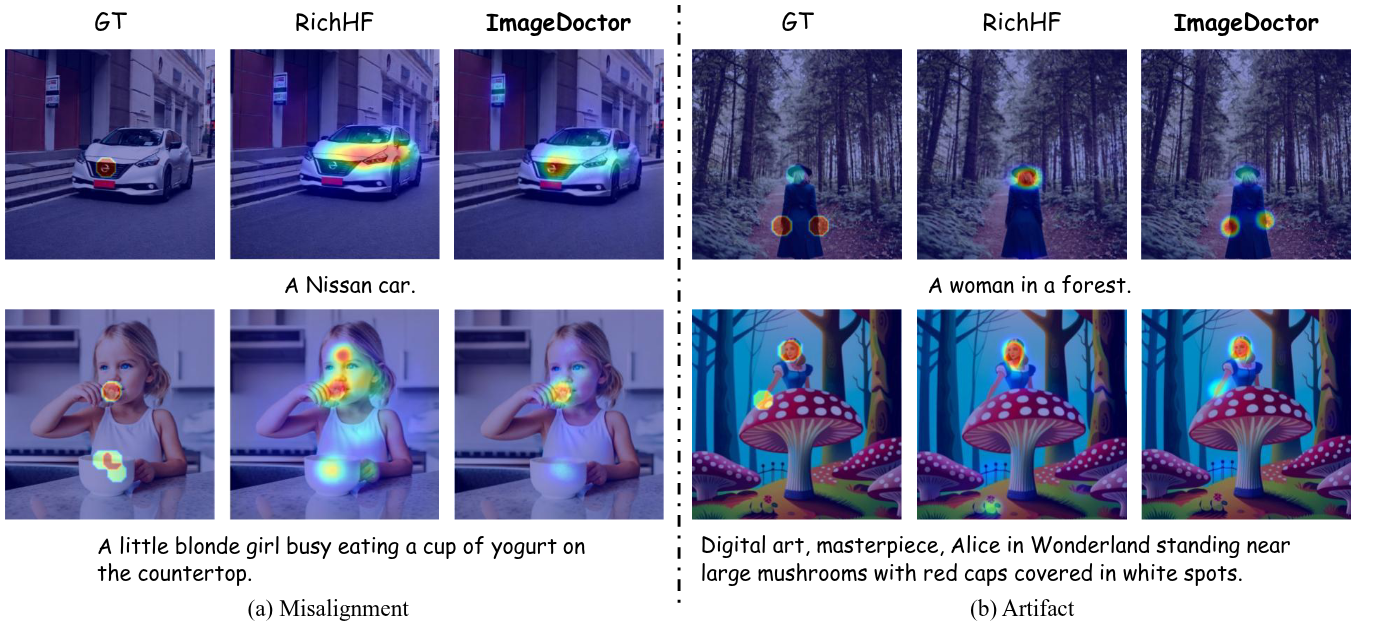 GT RichHF ImageDoctor GT RichHF ImageDoctor
A Nissan car.
A woman in a forest.
A little blonde girl busy eating a cup of yogurt on
the countertop.
Digital art, masterpiece, Alice in Wonderland standing near
large mushrooms with red caps covered in white spots.
(a) Misalignment
(b) Artifact